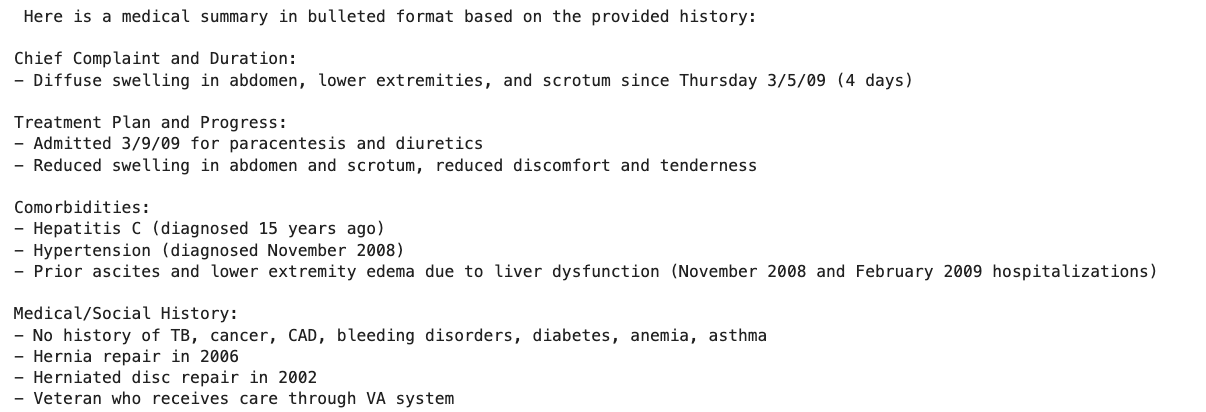 Here is a medical summary in bulleted format based on the provided history:
Chief Complaint and Duration:
– Diffuse swelling in abdomen, lower extremities, and scrotum since Thursday 3/5/09 (4 days)
Treatment Plan and Progress:
– Admitted 3/9/09 for paracentesis and diuretics
– Reduced swelling in abdomen and scrotum, reduced discomfort and tenderness
Comorbidities:
– Hepatitis C (diagnosed 15 years ago)
– Hypertension (diagnosed November 2008)
– Prior ascites and lower extremity edema due to liver dysfunction (November 2008 and February 2009 hospitalizations)
Medical/Social History:
– No history of TB, cancer, CAD, bleeding disorders, diabetes, anemia, asthma
– Hernia repair in 2006
– Herniated disc repair in 2002
– Veteran who receives care through VA system